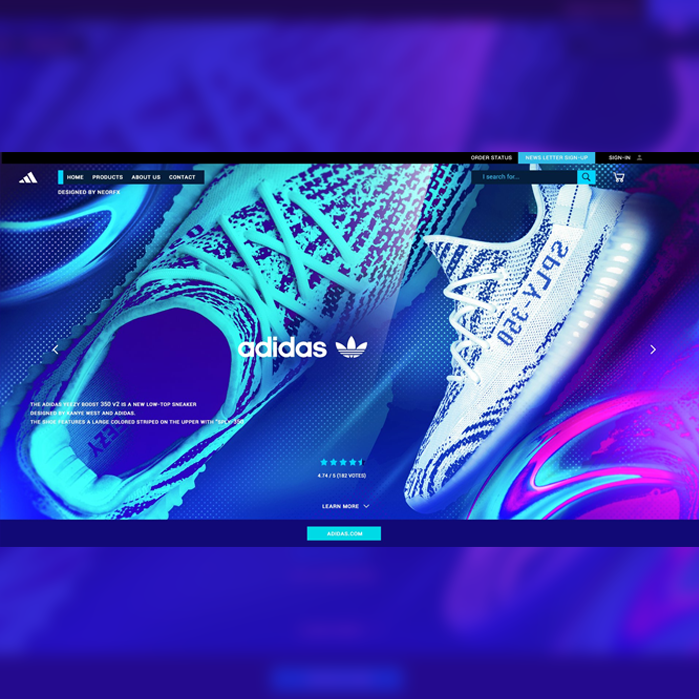 ORDER STATUS NEWS LETTER SIGN-UP SIGN-IN
HOME PRODUCTS ABOUT US CONTACT I search for...
DESIGNED BY NEOREX
SPLY-350
adidas
THE ADIDAS YEEZY BOOST 350 V2 IS A NEW LOW-TOP SNEAKER
DESIGNED BY KANYE WEST AND ADIDAS.
THE SHOE FEATURES A LARGE COLORED STRIPED ON THE UPPER WITH "SPLY-350"
4.74 / 5 (182 VOTES)
LEARN MORE
ADIDAS.COM